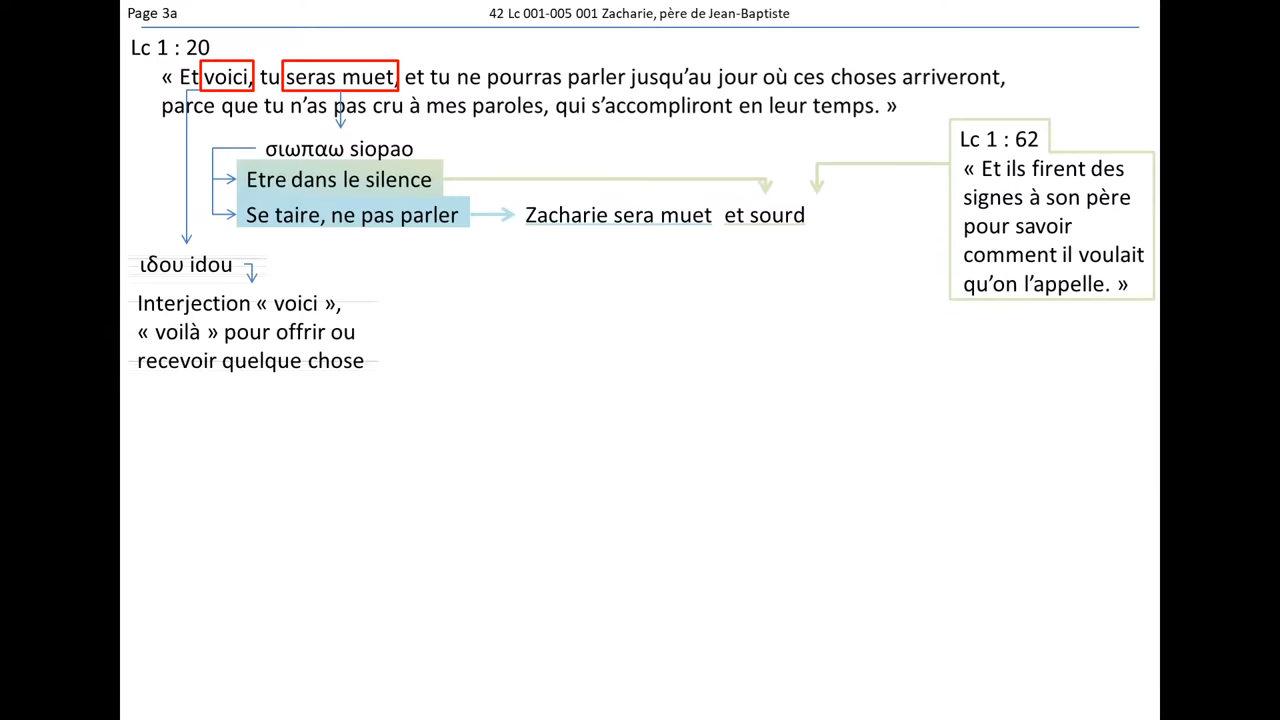 Page 3a
42 Lc 001-005 001 Zacharie, père de Jean-Baptiste
Lc 1 : 20
« Et voici, tu seras muet, et tu ne pourras parler jusqu’au jour où ces choses arriveront,
parce que tu n’as pas cru à mes paroles, qui s’accompliront en leur temps. »
σιωπαω siopao
Etre dans le silence
Se taire, ne pas parler
Zacharie sera muet et sourd
Lc 1 : 62
« Et ils firent des
signes à son père
pour savoir
comment il voulait
qu’on l’appelle. »
ιδου idou
Interjection « voici »,
« voilà » pour offrir ou
recevoir quelque chose